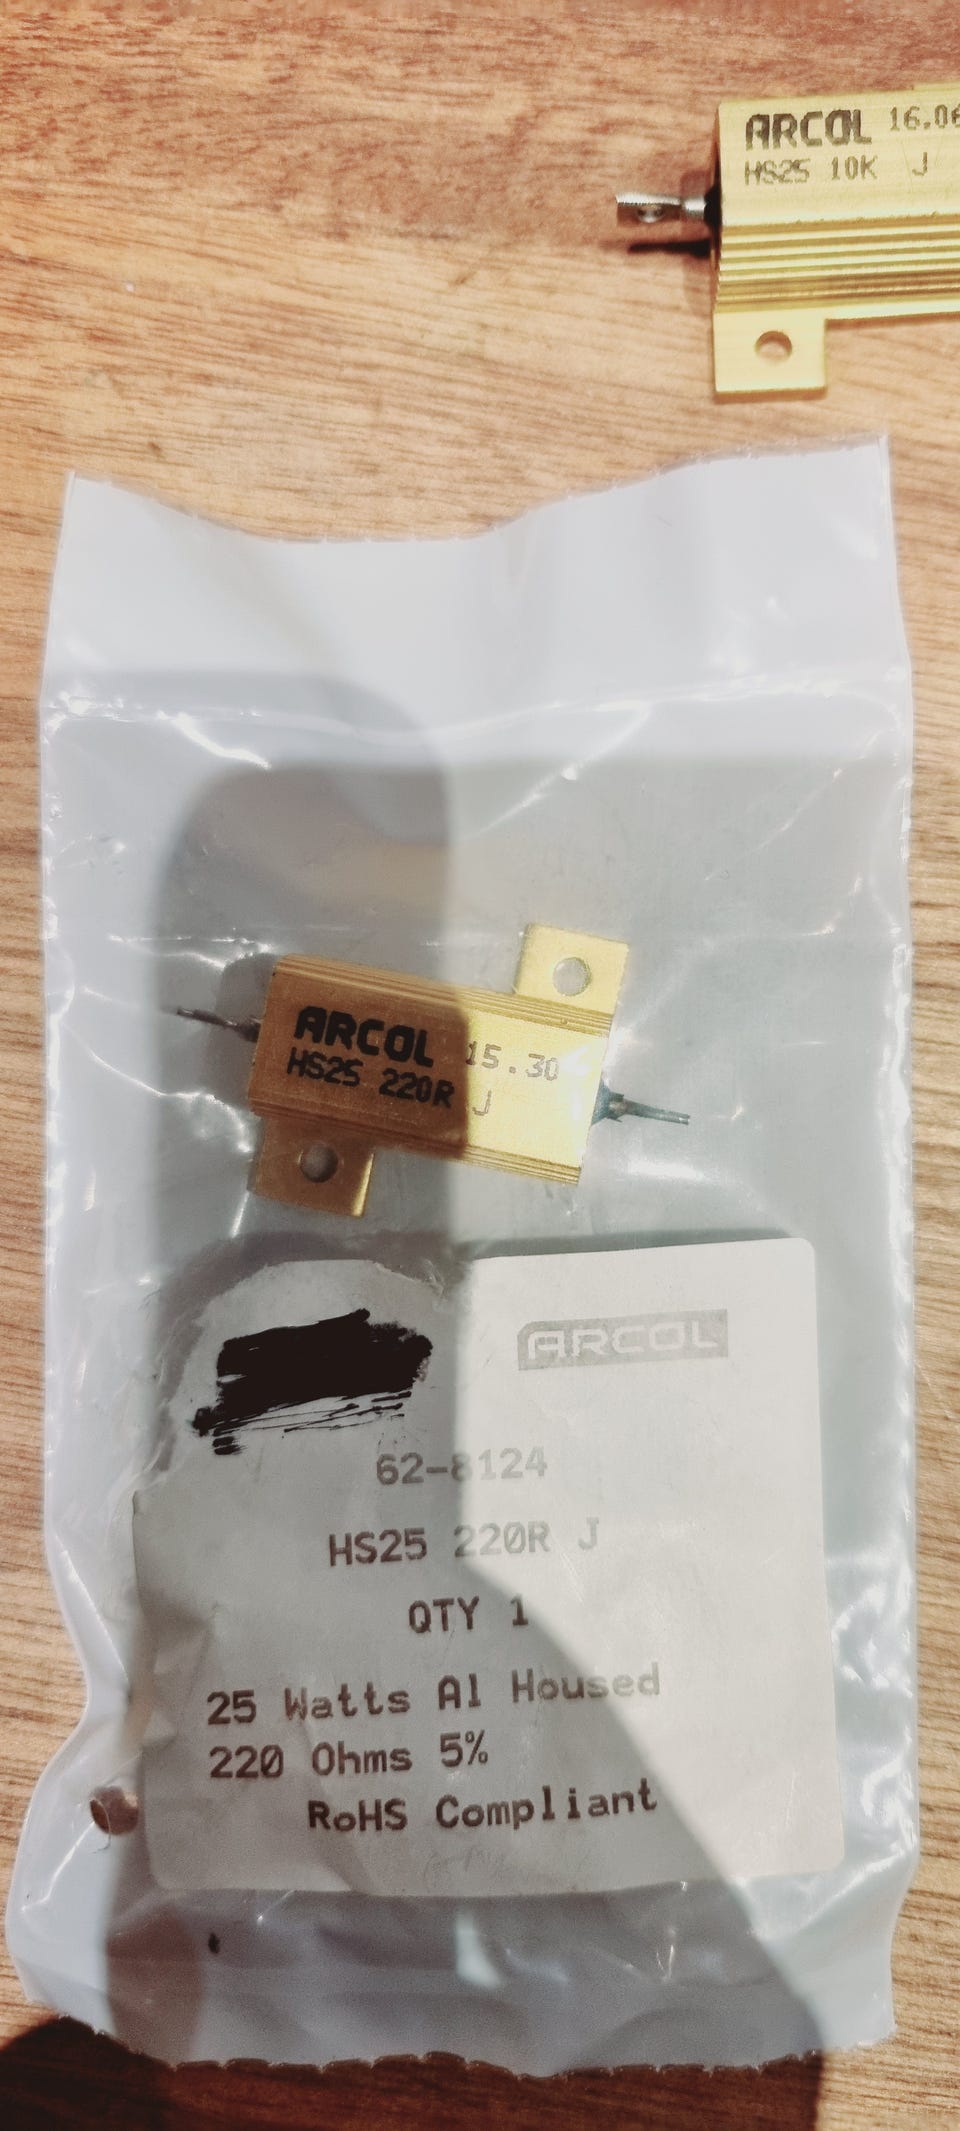 ARCOL 16.06
HS25 10K J
ARCOL 15.30
HS25 220R J
ARCOL
62-8124
HS25 220R J
QTY 1
25 Watts Al Housed
220 Ohms 5%
RoHS Compliant